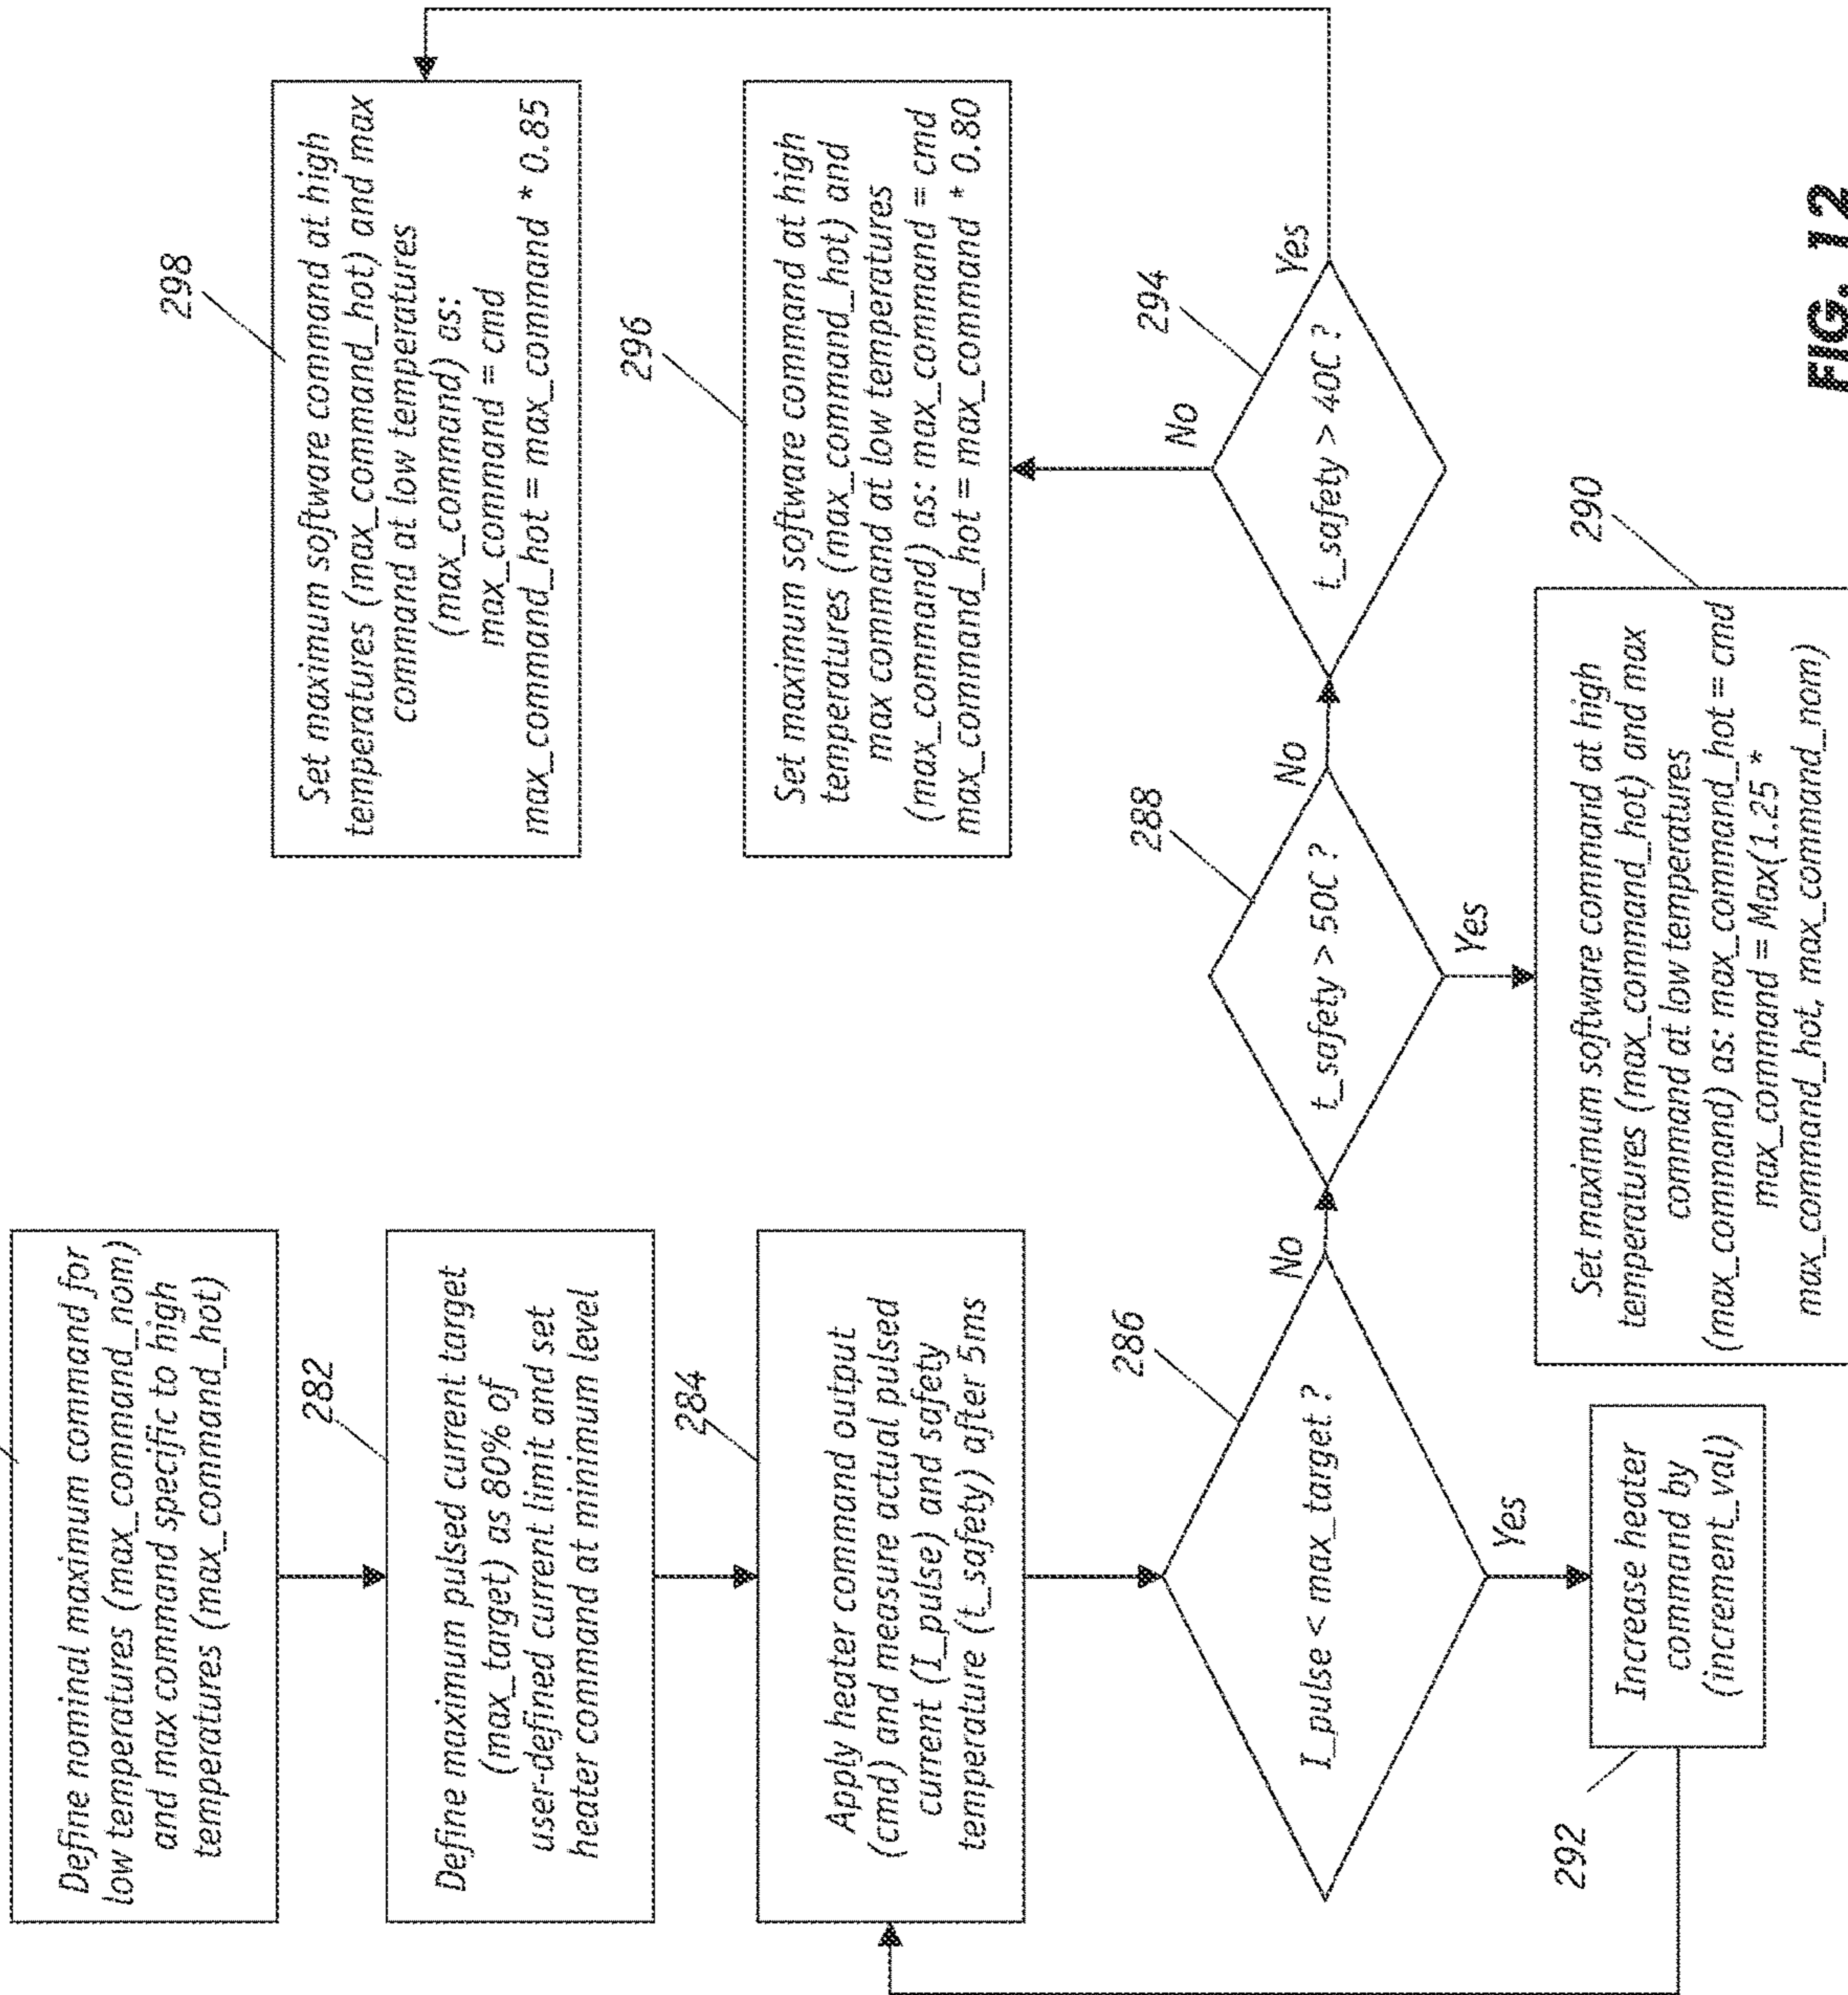 Define nominal maximum command for
low temperatures (max_command_nom)
and max command specific to high
temperatures (max_command_hot)
282
Define maximum pulsed current target
(max_target) as 80% of
user-defined current limit and set
heater command at minimum level
284
Apply heater command output
(cmd) and measure actual pulsed
current (I_pulse) and safety
temperature (t_safety) after 5ms
286
I_pulse < max_target ?
No
Yes
292
Increase heater
command by
(increment_val)
288
t_safety > 50C ?
No
Yes
290
Set maximum software command at high
temperatures (max_command_hot) and max
command at low temperatures
(max_command) as: max_command_hot = cmd
max_command = Max(1.25 *
max_command_hot, max_command_nom)
294
t_safety > 40C ?
No
Yes
296
Set maximum software command at high
temperatures (max_command_hot) and
max command at low temperatures
(max_command) as: max_command = cmd
max_command_hot = max_command * 0.80
298
Set maximum software command at high
temperatures (max_command_hot) and max
command at low temperatures
(max_command) as:
max_command = cmd
max_command_hot = max_command * 0.85
FIG. 12